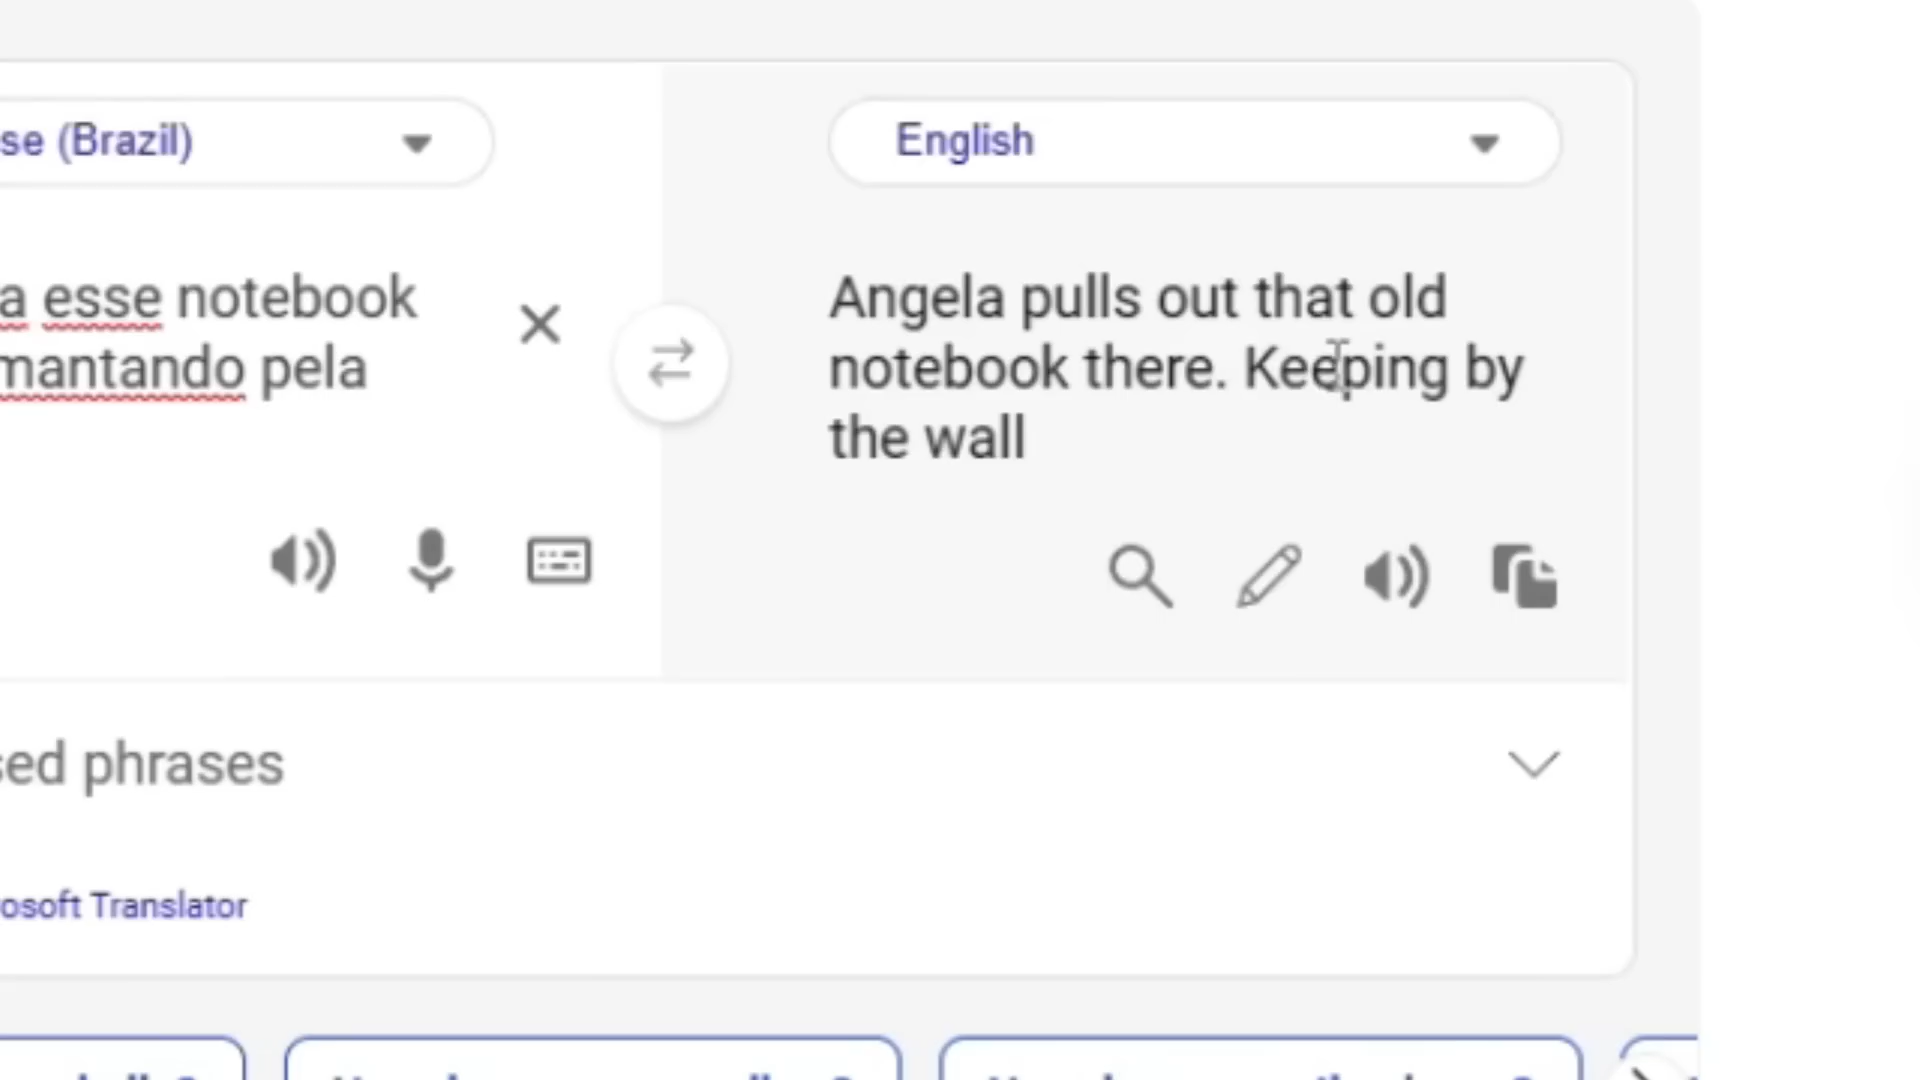 se (Brazil)
English
a esse notebook
mantando pela
Angela pulls out that old
notebook there. Keeping by
the wall
sed phrases
osoft Translator